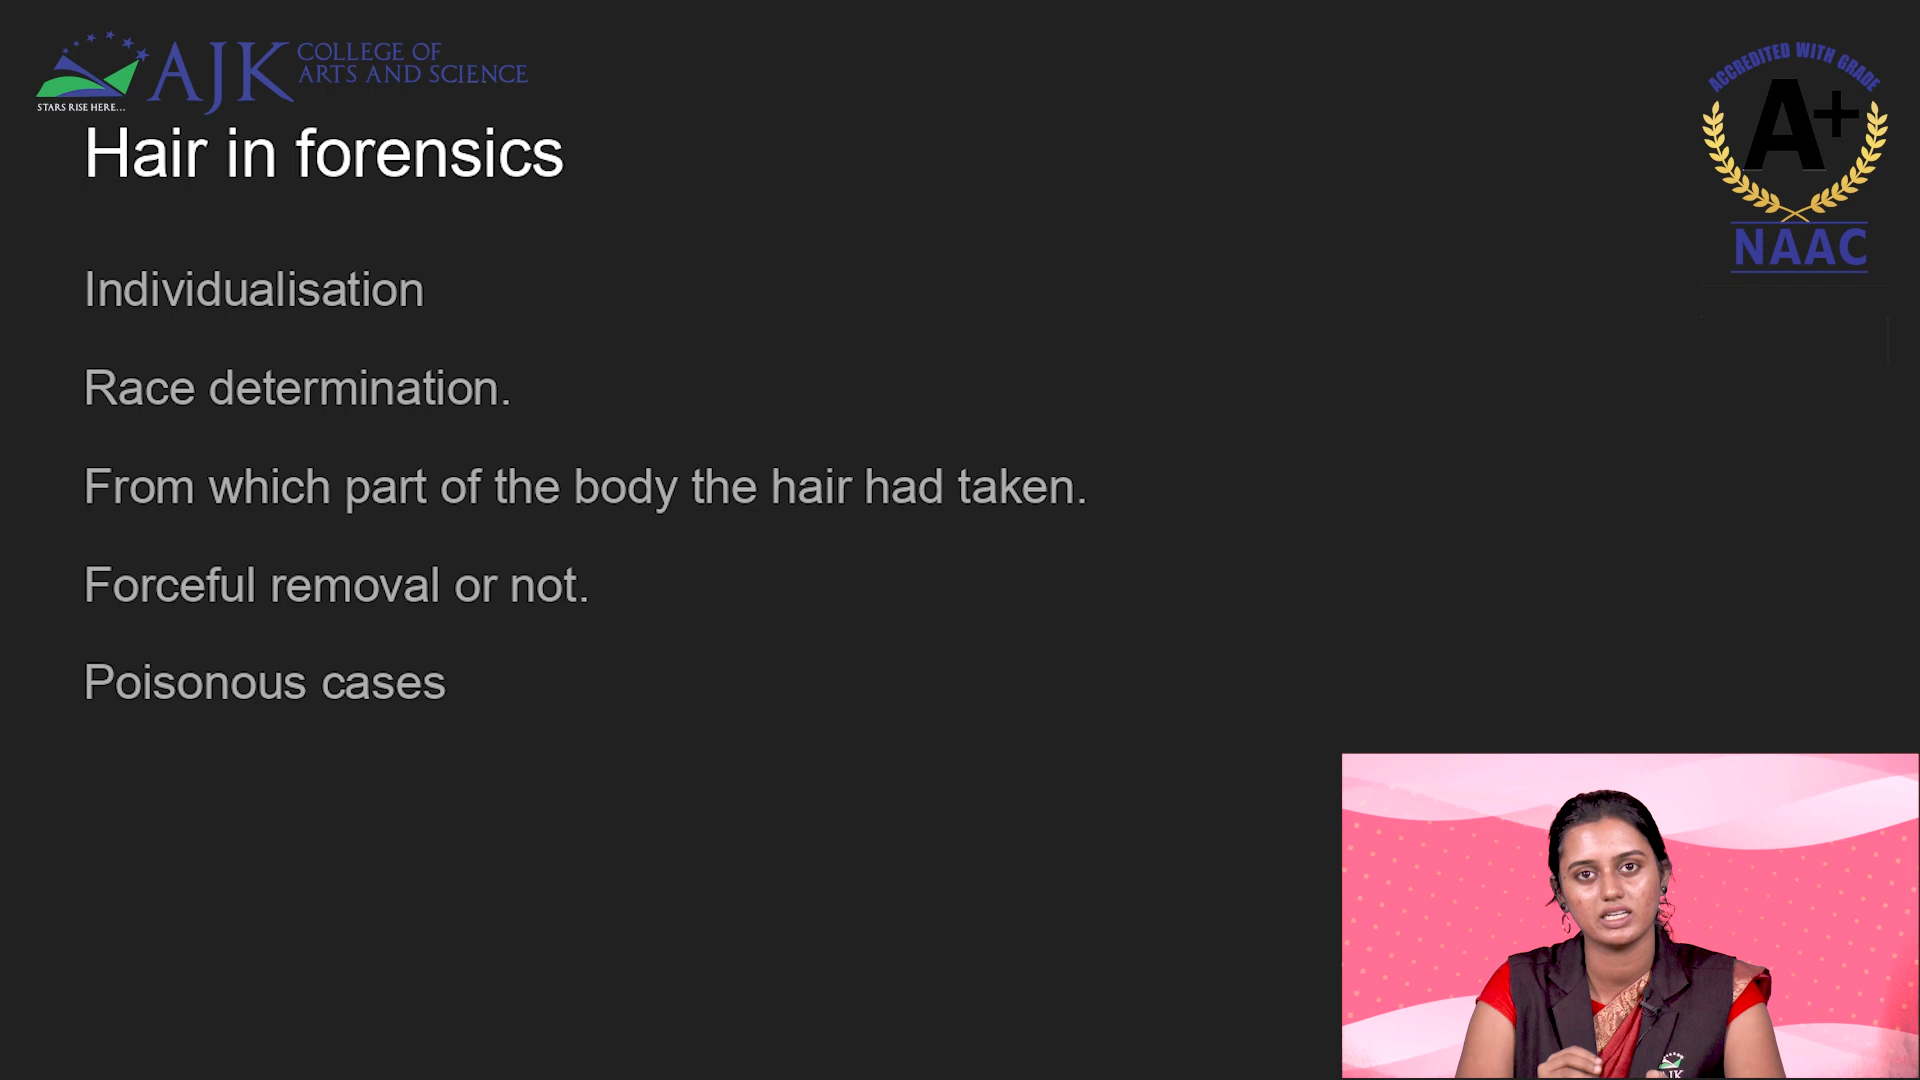 AJK COLLEGE OF
ARTS AND SCIENCE
STARS RISE HERE...
ACCREDITED WITH GRADE
A+
NAAC
Hair in forensics
Individualisation
Race determination.
From which part of the body the hair had taken.
Forceful removal or not.
Poisonous cases